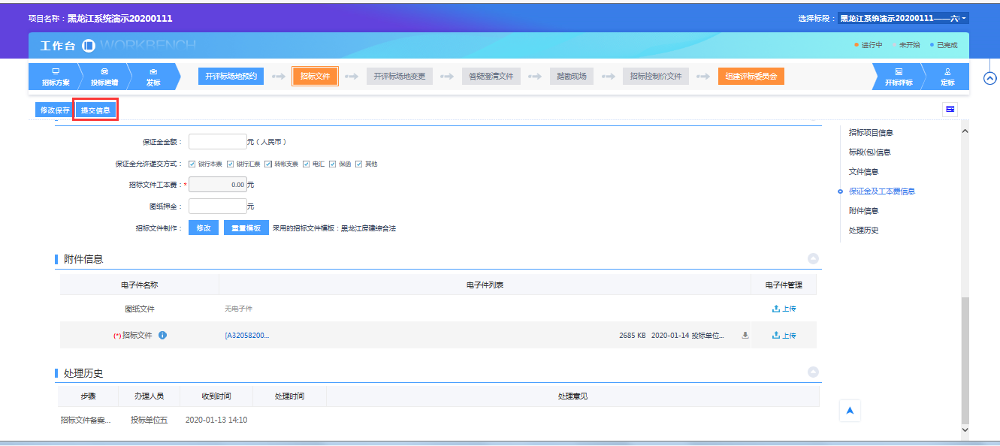 项目名称：黑龙江系统演示20200111
选择标段：黑龙江系统演示20200111——六
工作台 WORKBENCH
进行中 未开始 已完成
招标方案 投标邀请 发标 开评标场地预约 招标文件 开评标场地变更 答疑澄清文件 踏勘现场 招标控制价文件 组建评标委员会 开标评标 定标
修改保存 提交信息
保证金金额： 元（人民币）
保证金允许递交方式： 银行本票 银行汇票 转帐支票 电汇 保函 其他
招标文件工本费：* 0.00 元
图纸押金： 元
招标文件制作： 修改 重置模板 采用的招标文件模板：黑龙江房建综合法
招标项目信息
标段(包)信息
文件信息
保证金及工本费信息
附件信息
处理历史
附件信息
电子件名称 电子件列表 电子件管理
图纸文件 无电子件 上传
(*)招标文件 [A32058200... 2685 KB 2020-01-14 投标单位... 上传
处理历史
步骤 办理人员 收到时间 处理时间 处理意见
招标文件备案... 投标单位五 2020-01-13 14:10